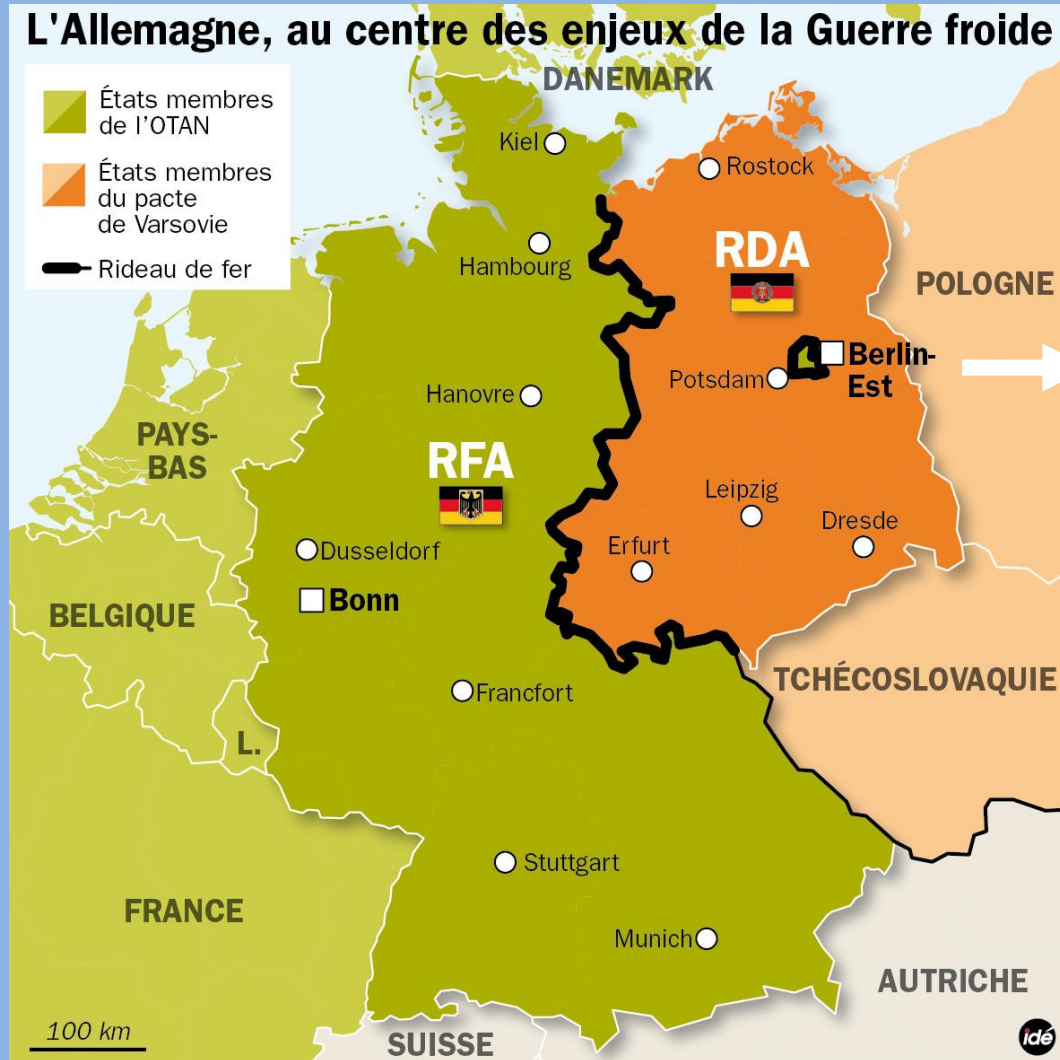 L'Allemagne, au centre des enjeux de la Guerre froide
États membres
de l'OTAN
États membres
du pacte
de Varsovie
Rideau de fer
DANEMARK
Kiel
Rostock
Hambourg
RDA
POLOGNE
Berlin-
Est
Potsdam
Hanovre
PAYS-
BAS
RFA
Leipzig
Dresde
Erfurt
Dusseldorf
Bonn
BELGIQUE
TCHÉCOSLOVAQUIE
Francfort
L.
Stuttgart
FRANCE
Munich
AUTRICHE
100 km
SUISSE
idé